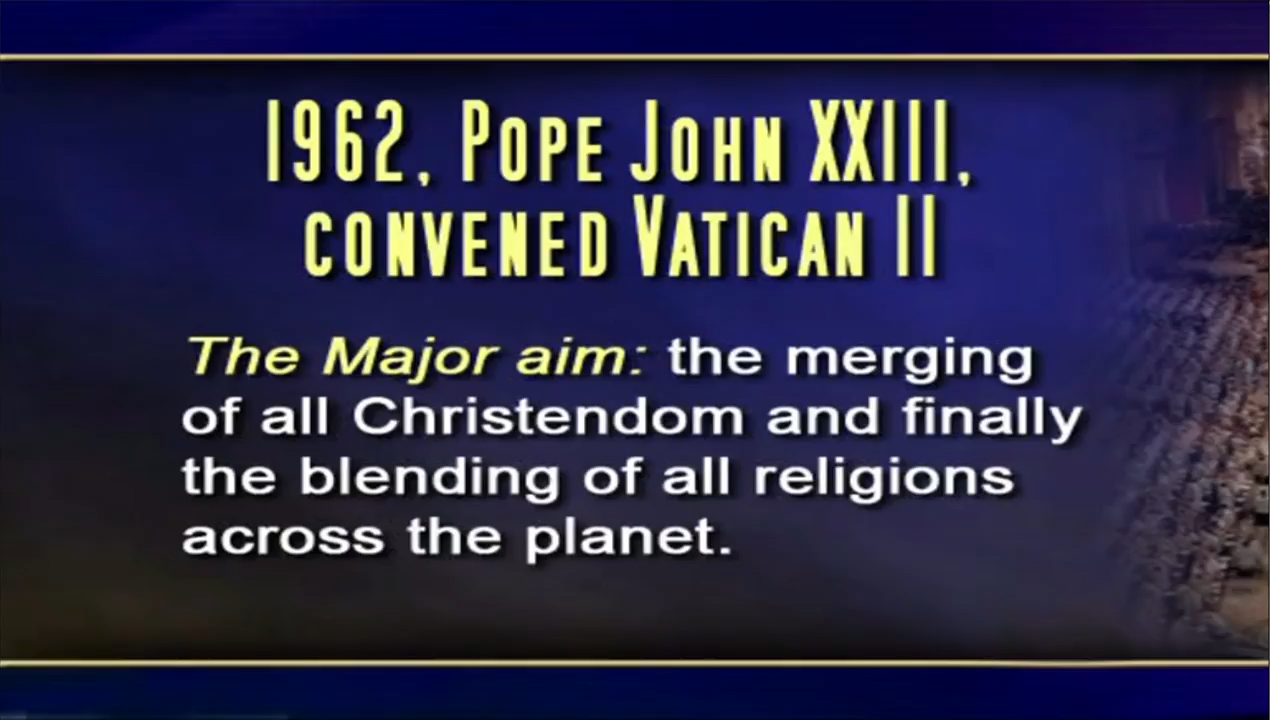 1962, Pope John XXIII,
convened Vatican II
The Major aim: the merging
of all Christendom and finally
the blending of all religions
across the planet.